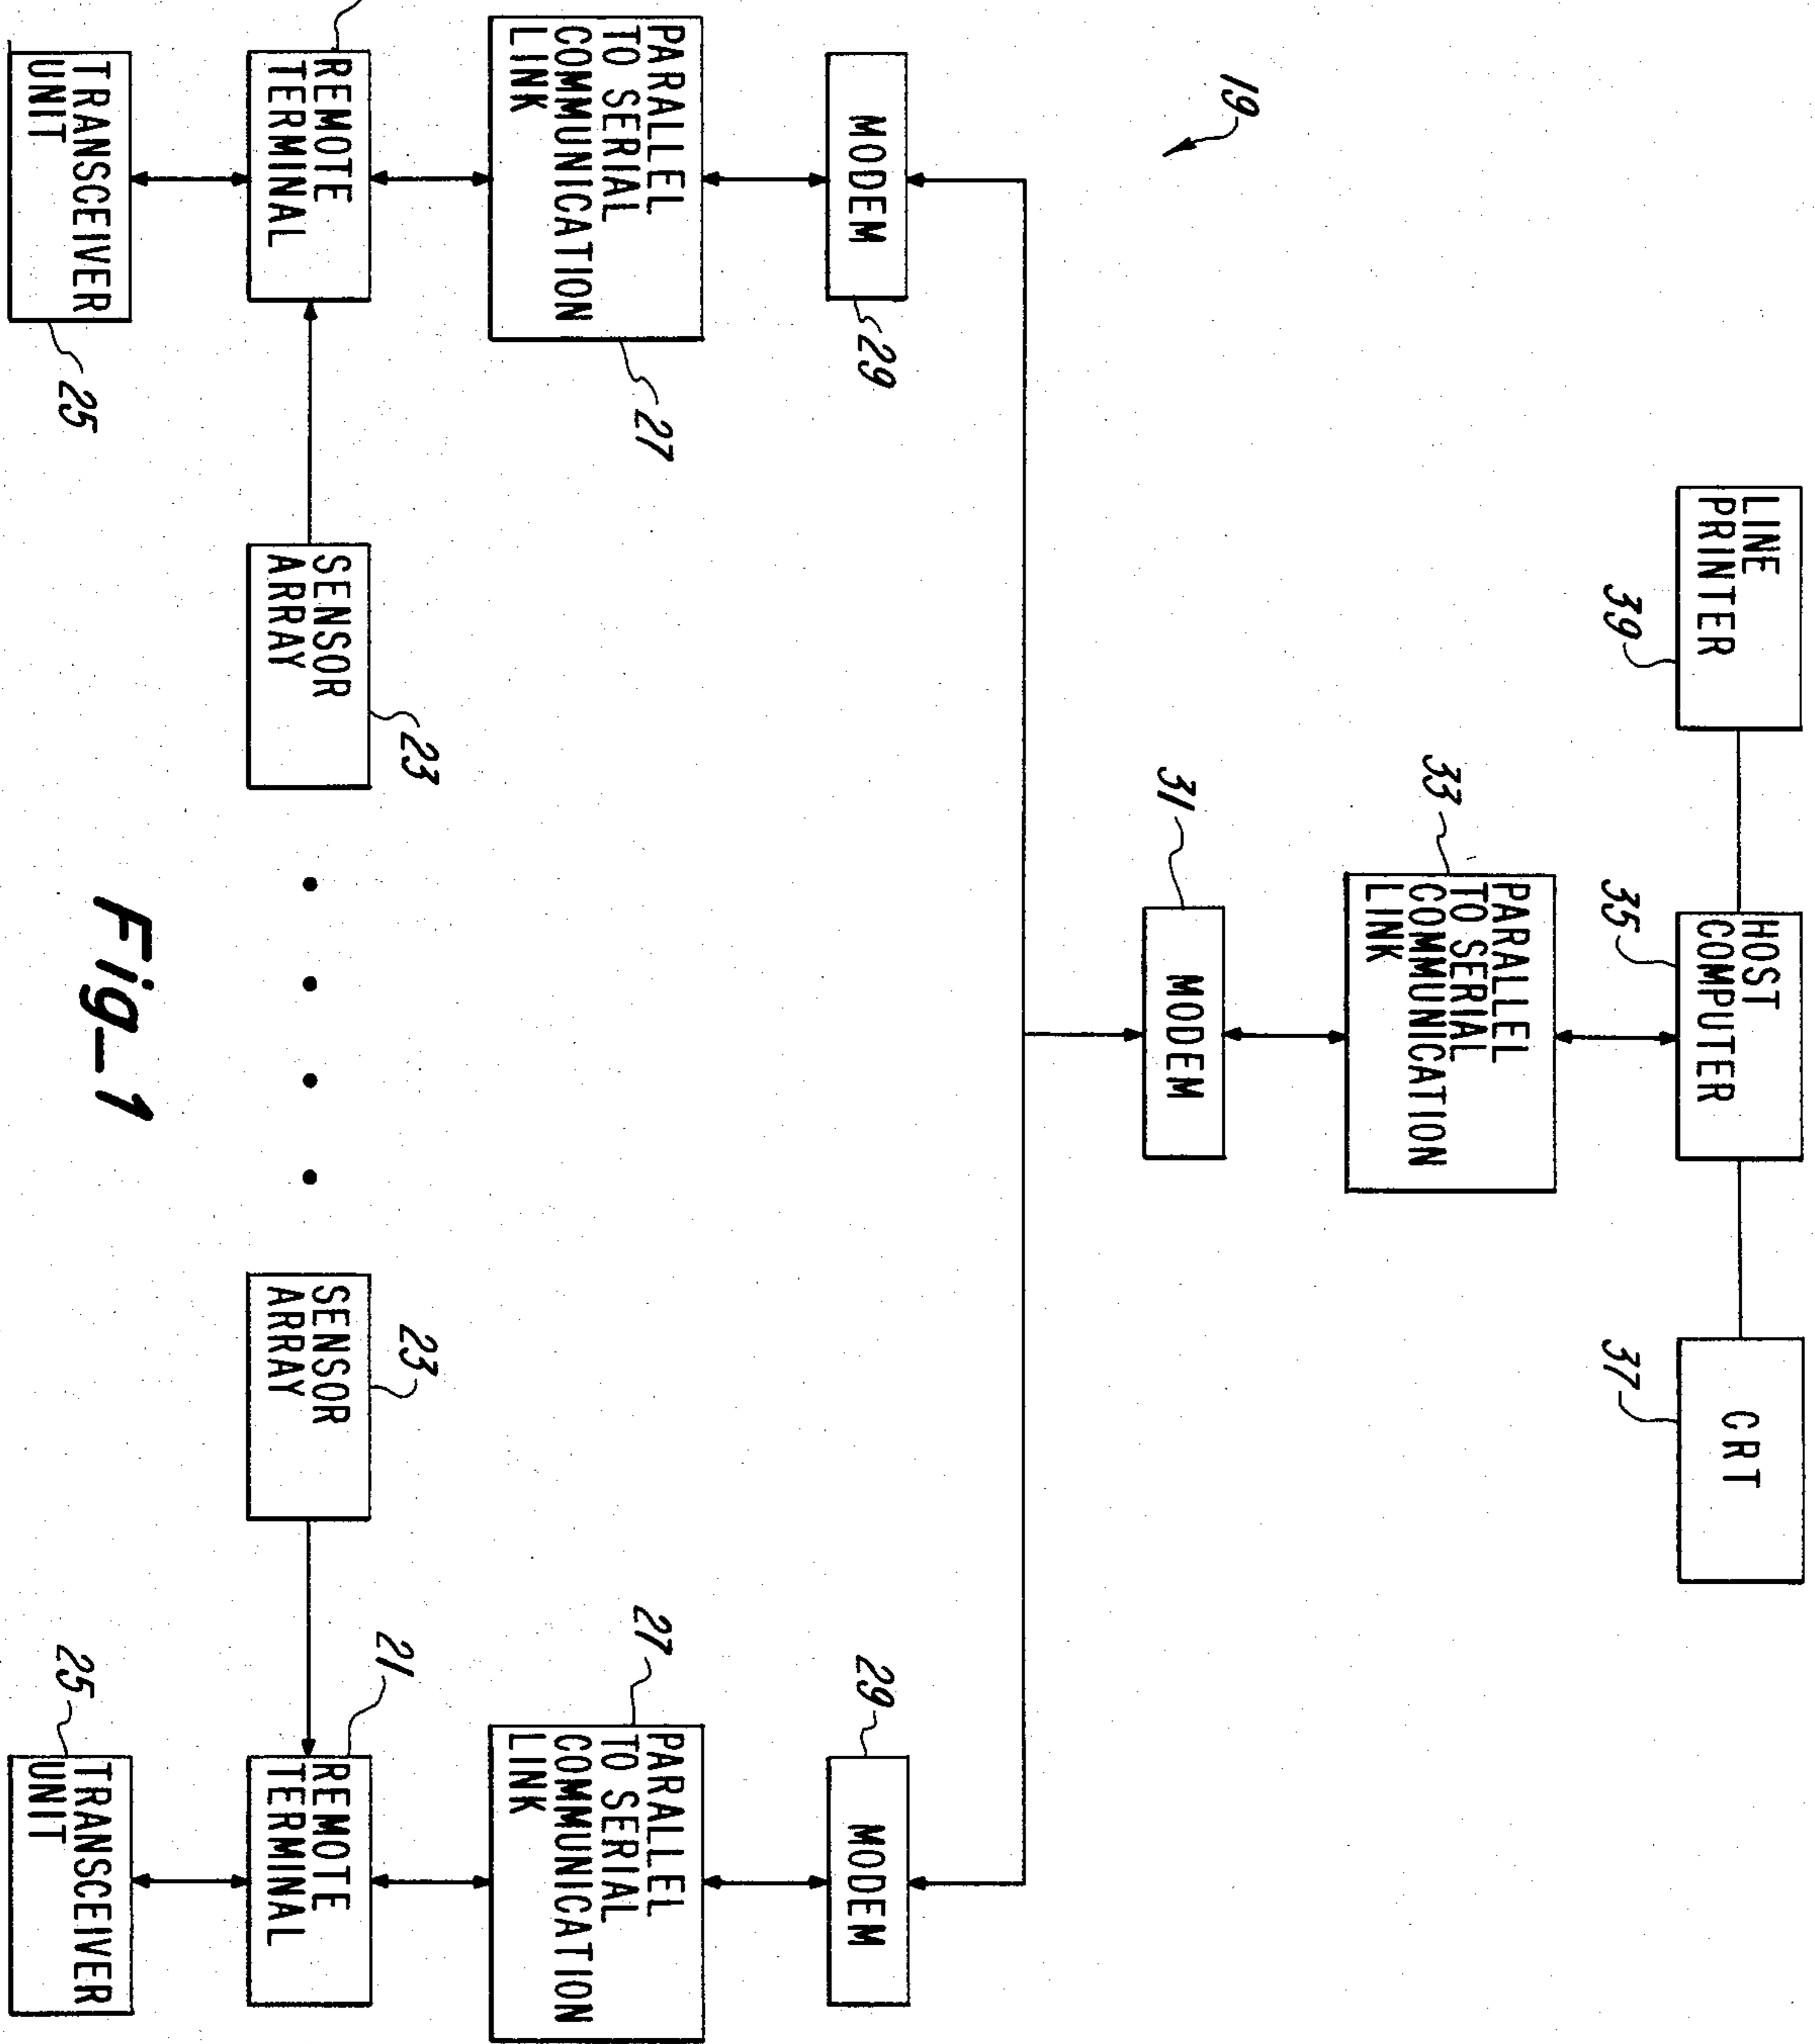 19
LINE
PRINTER
39
HOST
COMPUTER
35
CRT
37
PARALLEL
TO SERIAL
COMMUNICATION
LINK
33
MODEM
31
MODEM
29
MODEM
29
PARALLEL
TO SERIAL
COMMUNICATION
LINK
27
PARALLEL
TO SERIAL
COMMUNICATION
LINK
27
REMOTE
TERMINAL
SENSOR
ARRAY
23
SENSOR
ARRAY
23
REMOTE
TERMINAL
21
TRANSCEIVER
UNIT
25
TRANSCEIVER
UNIT
25
Fig_1